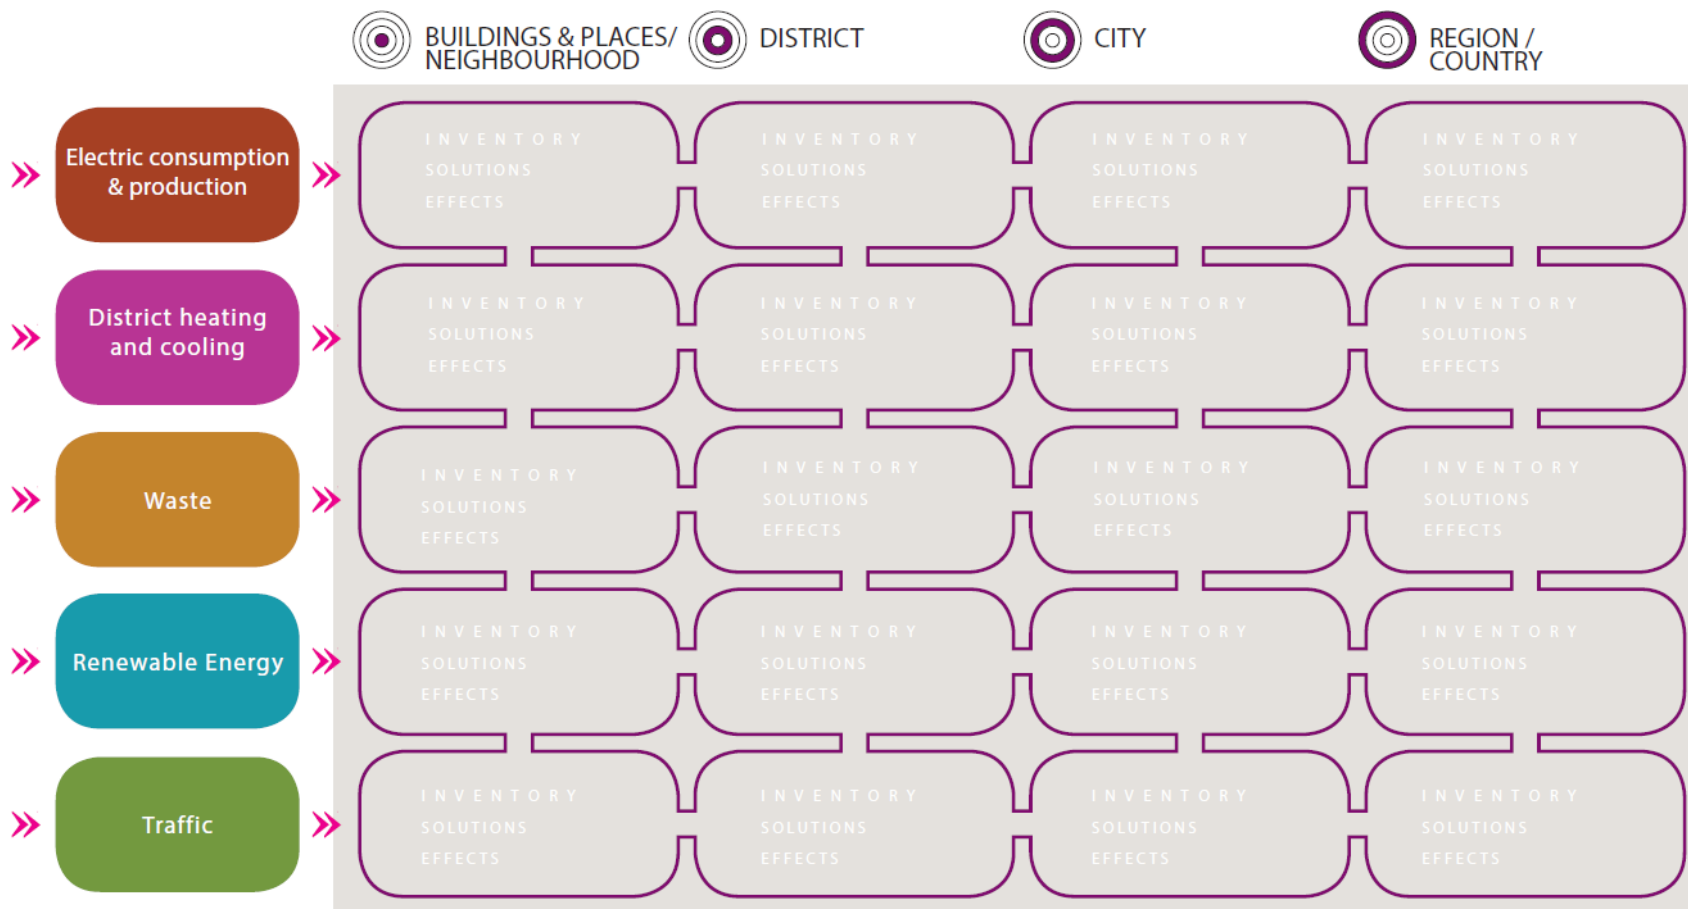 BUILDINGS & PLACES/
NEIGHBOURHOOD
DISTRICT
CITY
REGION /
COUNTRY
Electric consumption
& production
INVENTORY
SOLUTIONS
EFFECTS
INVENTORY
SOLUTIONS
EFFECTS
INVENTORY
SOLUTIONS
EFFECTS
INVENTORY
SOLUTIONS
EFFECTS
District heating
and cooling
INVENTORY
SOLUTIONS
EFFECTS
INVENTORY
SOLUTIONS
EFFECTS
INVENTORY
SOLUTIONS
EFFECTS
INVENTORY
SOLUTIONS
EFFECTS
Waste
INVENTORY
SOLUTIONS
EFFECTS
INVENTORY
SOLUTIONS
EFFECTS
INVENTORY
SOLUTIONS
EFFECTS
INVENTORY
SOLUTIONS
EFFECTS
Renewable Energy
INVENTORY
SOLUTIONS
EFFECTS
INVENTORY
SOLUTIONS
EFFECTS
INVENTORY
SOLUTIONS
EFFECTS
INVENTORY
SOLUTIONS
EFFECTS
Traffic
INVENTORY
SOLUTIONS
EFFECTS
INVENTORY
SOLUTIONS
EFFECTS
INVENTORY
SOLUTIONS
EFFECTS
INVENTORY
SOLUTIONS
EFFECTS